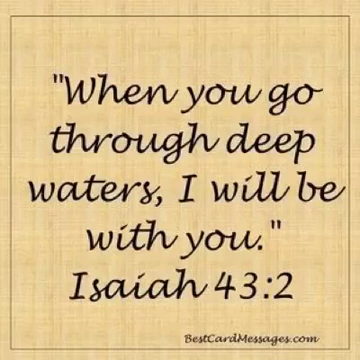 "When you go
through deep
waters, I will be
with you."
Isaiah 43:2
BestCardMessages.com